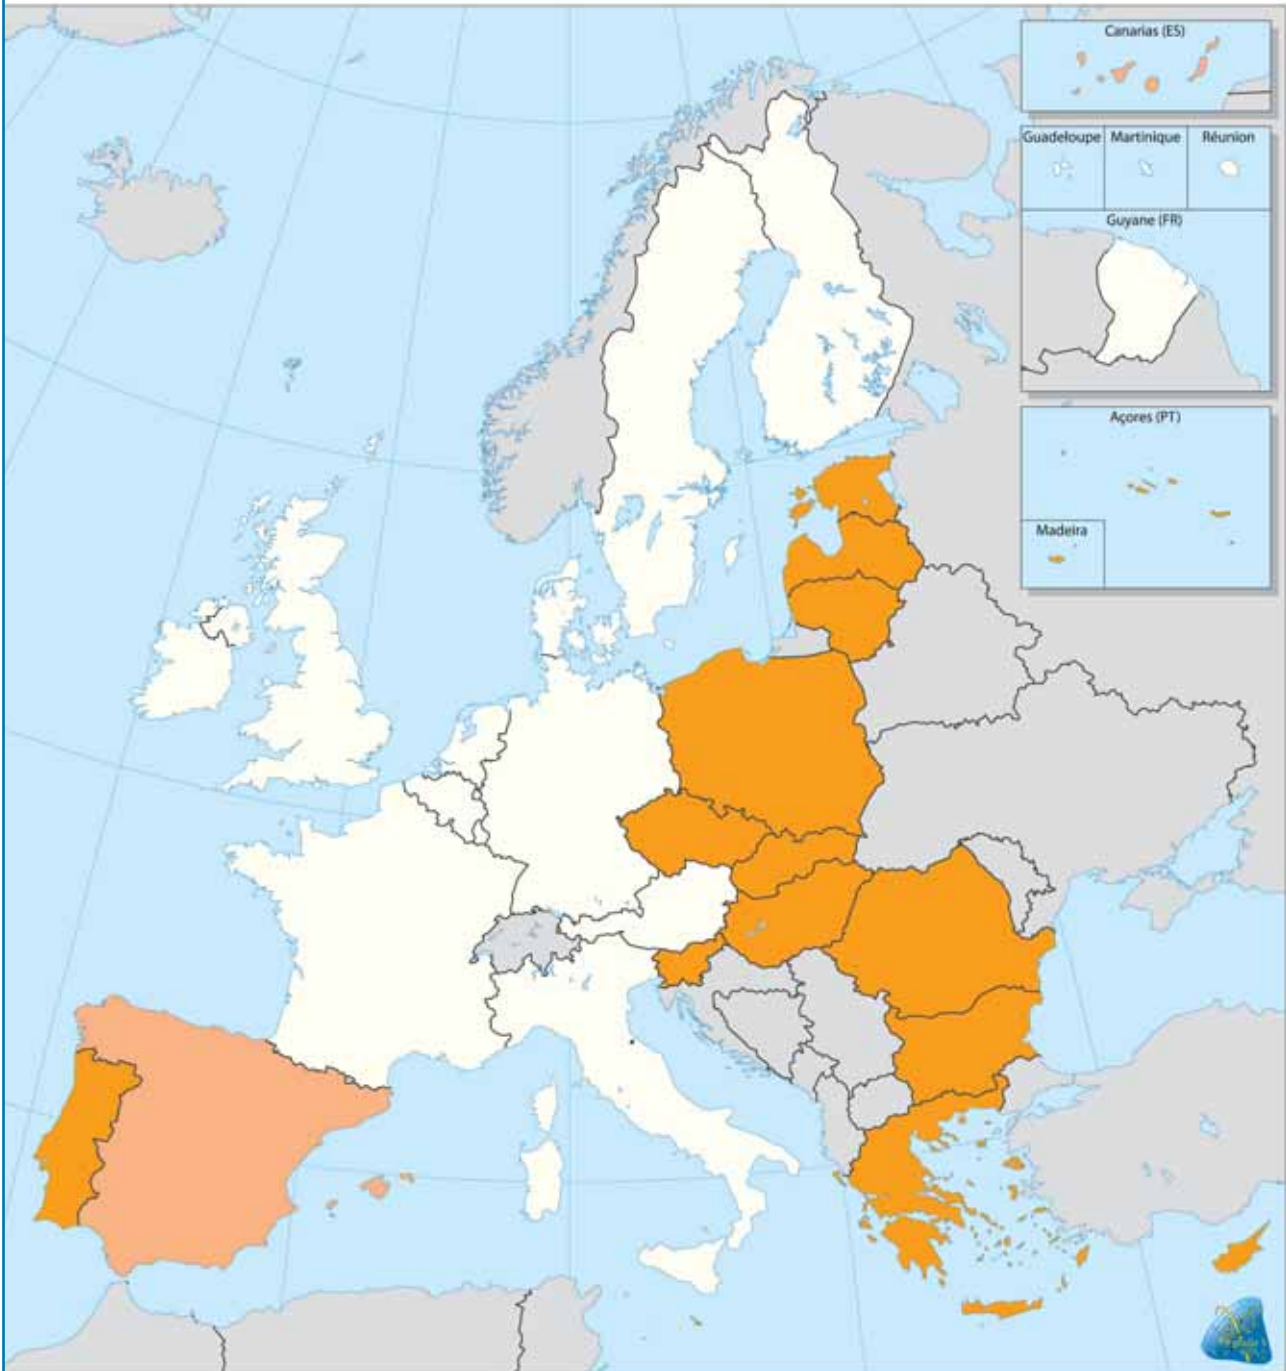 Canarias (ES)
Guadeloupe
Martinique
Réunion
Guyane (FR)
Açores (PT)
Madeira